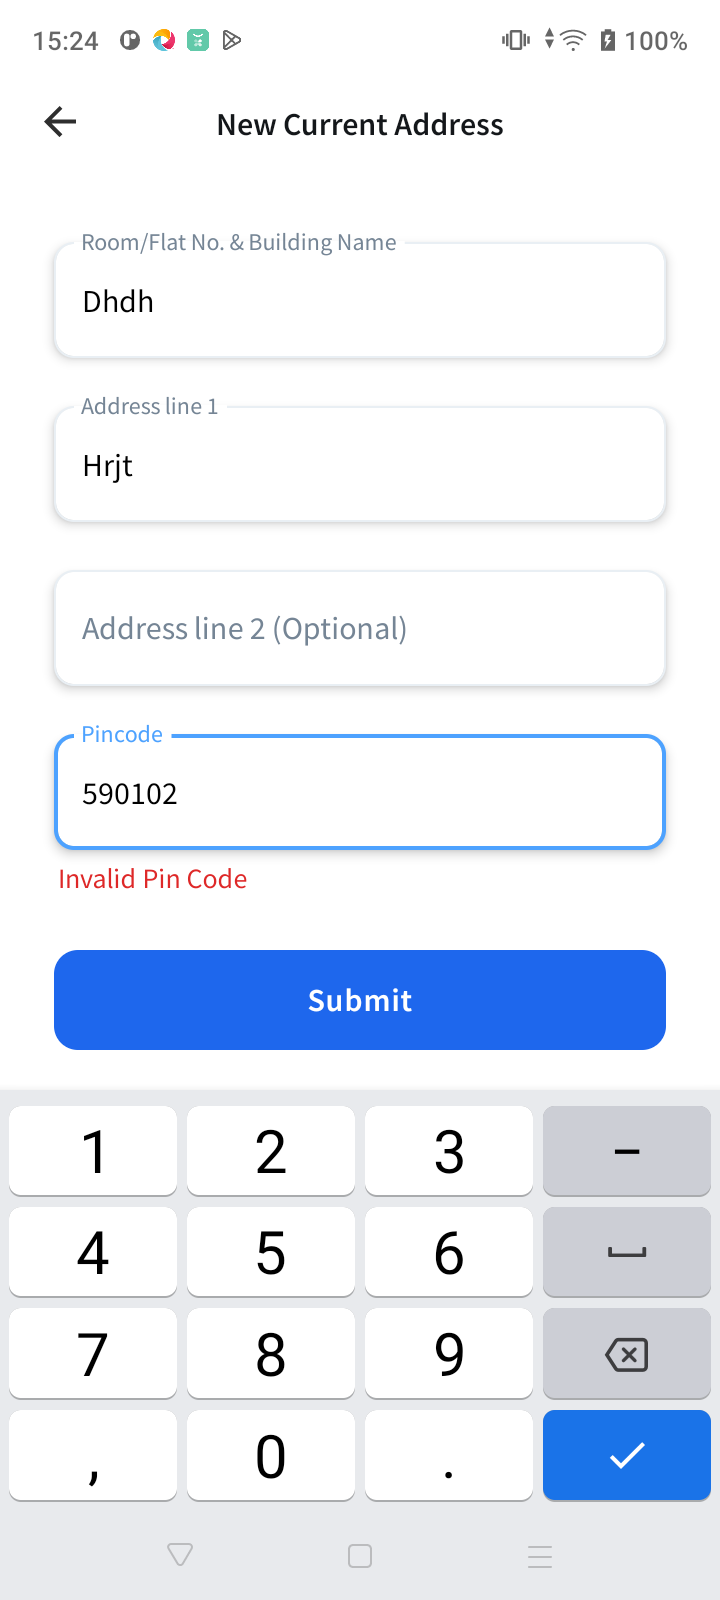 15:24
100%
New Current Address
Room/Flat No. & Building Name
Dhdh
Address line 1
Hrjt
Address line 2 (Optional)
Pincode
590102
Invalid Pin Code
Submit
1 2 3 –
4 5 6
7 8 9
, 0 .